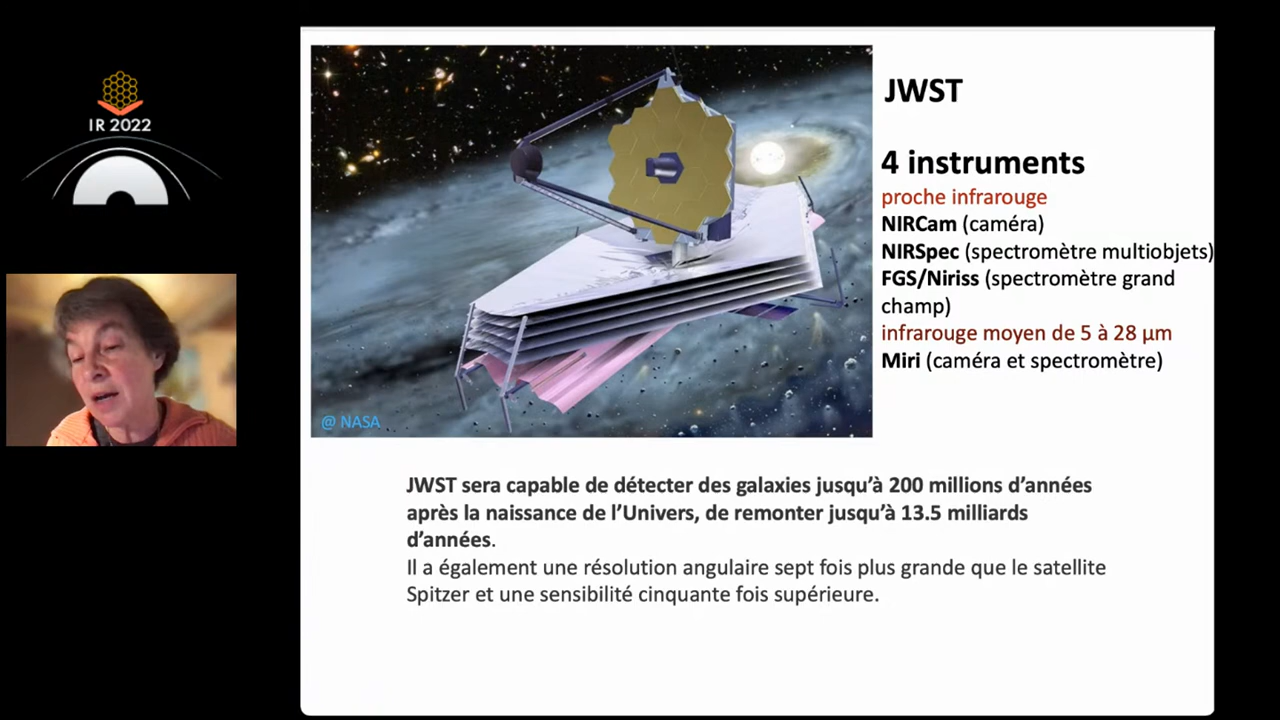 IR 2022
@ NASA
JWST
4 instruments
proche infrarouge
NIRCam (caméra)
NIRSpec (spectromètre multiobjets)
FGS/Niriss (spectromètre grand
champ)
infrarouge moyen de 5 à 28 µm
Miri (caméra et spectromètre)
JWST sera capable de détecter des galaxies jusqu’à 200 millions d’années
après la naissance de l’Univers, de remonter jusqu’à 13.5 milliards
d’années.
Il a également une résolution angulaire sept fois plus grande que le satellite
Spitzer et une sensibilité cinquante fois supérieure.